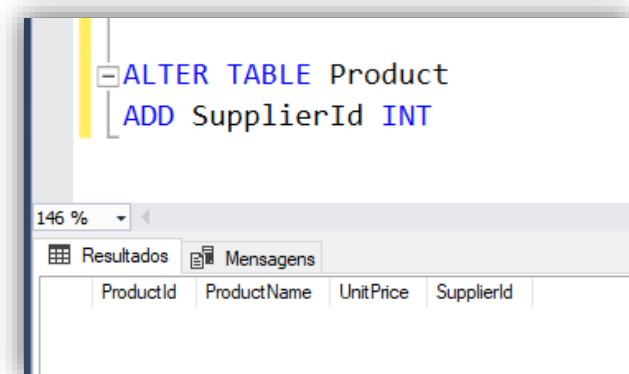 ALTER TABLE Product
ADD SupplierId INT
146 %
Resultados Mensagens
ProductId ProductName UnitPrice SupplierId